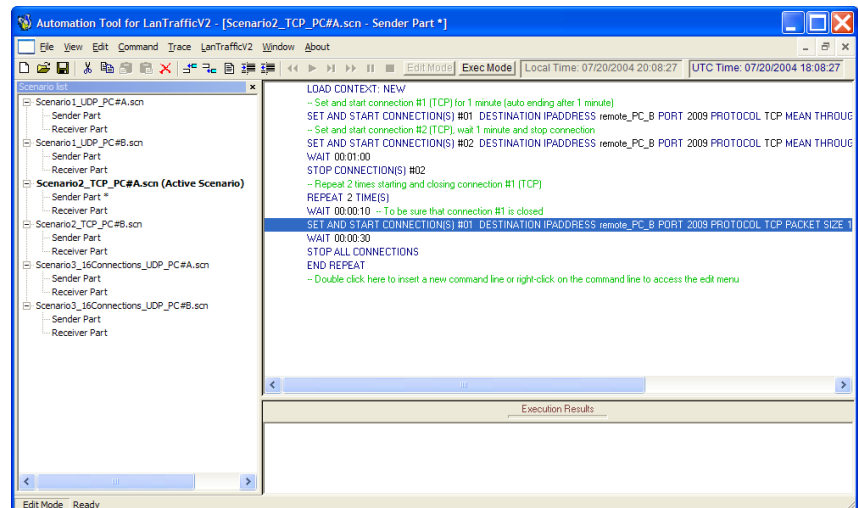 Automation Tool for LanTrafficV2 - [Scenario2_TCP_PC#A.scn - Sender Part *]
File View Edit Command Trace LanTrafficV2 Window About
Edit Mode Exec Mode Local Time: 07/20/2004 20:08:27 UTC Time: 07/20/2004 18:08:27
Scenario list
Scenario1_UDP_PC#A.scn
Sender Part
Receiver Part
Scenario1_UDP_PC#B.scn
Sender Part
Receiver Part
Scenario2_TCP_PC#A.scn (Active Scenario)
Sender Part *
Receiver Part
Scenario2_TCP_PC#B.scn
Sender Part
Receiver Part
Scenario3_16Connections_UDP_PC#A.scn
Sender Part
Receiver Part
Scenario3_16Connections_UDP_PC#B.scn
Sender Part
Receiver Part
LOAD CONTEXT: NEW
-- Set and start connection #1 (TCP) for 1 minute (auto ending after 1 minute)
SET AND START CONNECTION(S) #01 DESTINATION IPADDRESS remote_PC_B PORT 2009 PROTOCOL TCP MEAN THROUG
-- Set and start connection #2 (TCP), wait 1 minute and stop connection
SET AND START CONNECTION(S) #02 DESTINATION IPADDRESS remote_PC_B PORT 2009 PROTOCOL TCP MEAN THROUG
WAIT 00:01:00
STOP CONNECTION(S) #02
-- Repeat 2 times starting and closing connection #1 (TCP)
REPEAT 2 TIME(S)
WAIT 00:00:10 -- To be sure that connection #1 is closed
SET AND START CONNECTION(S) #01 DESTINATION IPADDRESS remote_PC_B PORT 2009 PROTOCOL TCP PACKET SIZE 1
WAIT 00:00:30
STOP ALL CONNECTIONS
END REPEAT
-- Double click here to insert a new command line or right-click on the command line to access the edit menu
Execution Results
Edit Mode Ready